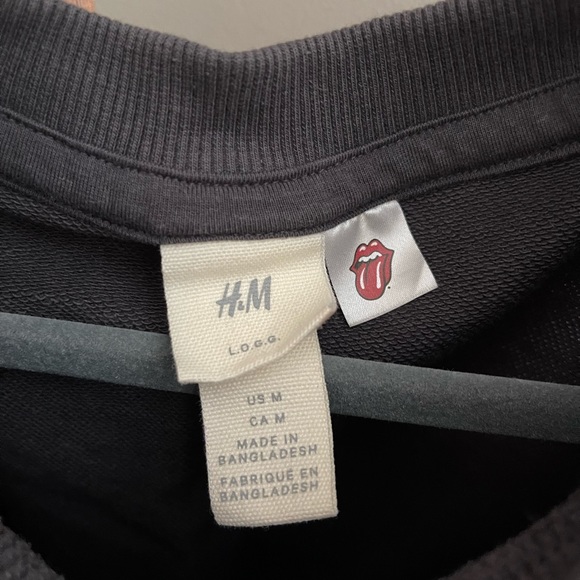 H&M
L.O.G.G.
US M
CA M
MADE IN
BANGLADESH
FABRIQUÉ EN
BANGLADESH